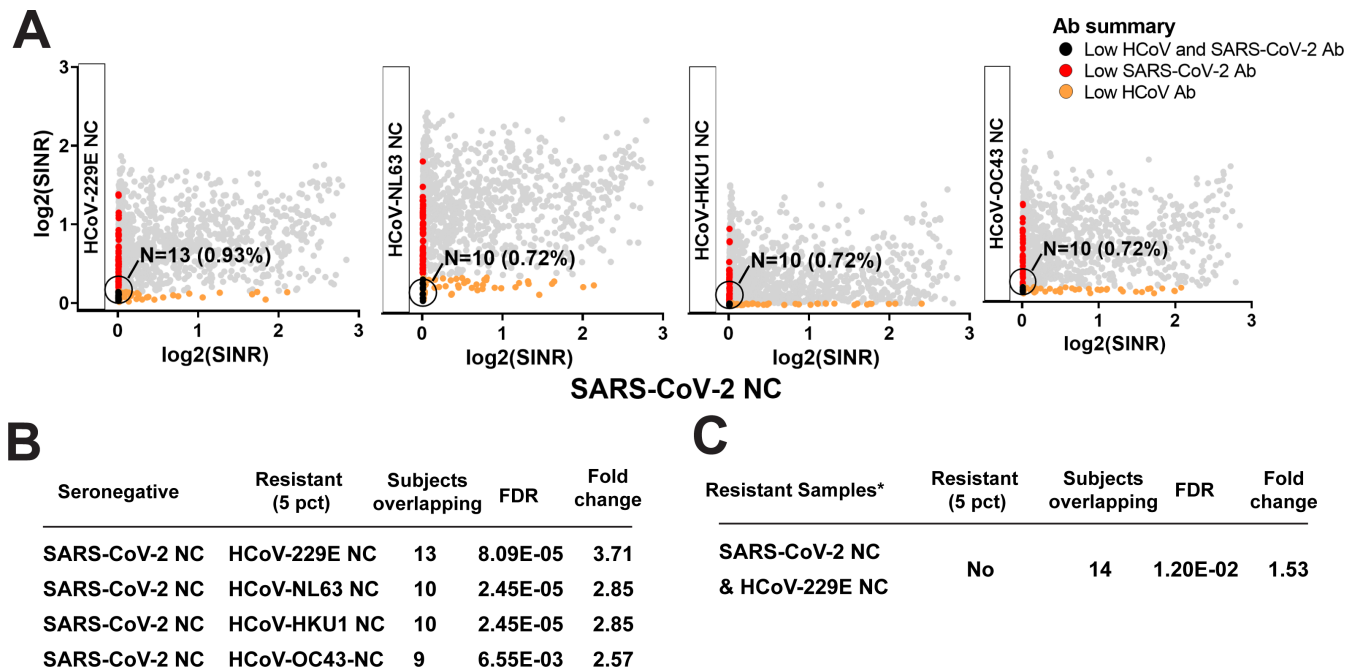 A
Ab summary
Low HCoV and SARS-CoV-2 Ab
Low SARS-CoV-2 Ab
Low HCoV Ab
log2(SINR)
3
2
1
0
HCoV-229E NC
N=13 (0.93%)
0 1 2 3
log2(SINR)
HCoV-NL63 NC
N=10 (0.72%)
0 1 2 3
log2(SINR)
HCoV-HKU1 NC
N=10 (0.72%)
0 1 2 3
log2(SINR)
HCoV-OC43 NC
N=10 (0.72%)
0 1 2 3
log2(SINR)
SARS-CoV-2 NC
B
Seronegative Resistant (5 pct) Subjects overlapping FDR Fold change
SARS-CoV-2 NC HCoV-229E NC 13 8.09E-05 3.71
SARS-CoV-2 NC HCoV-NL63 NC 10 2.45E-05 2.85
SARS-CoV-2 NC HCoV-HKU1 NC 10 2.45E-05 2.85
SARS-CoV-2 NC HCoV-OC43-NC 9 6.55E-03 2.57
C
Resistant Samples* Resistant (5 pct) Subjects overlapping FDR Fold change
SARS-CoV-2 NC
& HCoV-229E NC
No 14 1.20E-02 1.53